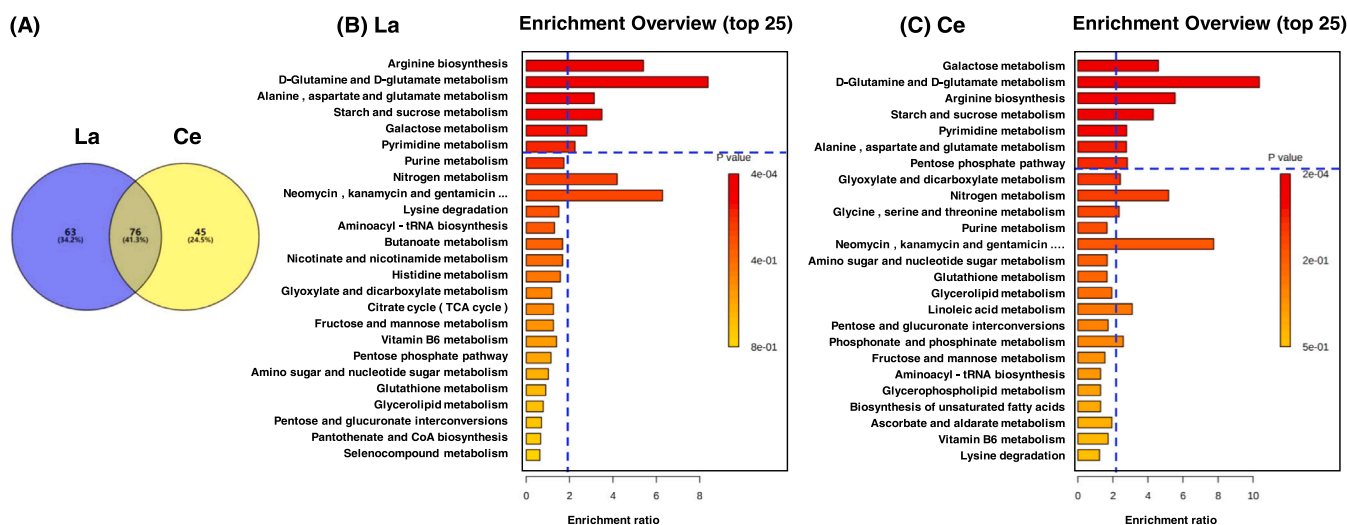 (A)
La
Ce
63
(34.2%)
76
(41.3%)
45
(24.5%)
(B) La
Enrichment Overview (top 25)
Arginine biosynthesis
D-Glutamine and D-glutamate metabolism
Alanine , aspartate and glutamate metabolism
Starch and sucrose metabolism
Galactose metabolism
Pyrimidine metabolism
Purine metabolism
Nitrogen metabolism
Neomycin , kanamycin and gentamicin ...
Lysine degradation
Aminoacyl - tRNA biosynthesis
Butanoate metabolism
Nicotinate and nicotinamide metabolism
Histidine metabolism
Glyoxylate and dicarboxylate metabolism
Citrate cycle ( TCA cycle )
Fructose and mannose metabolism
Vitamin B6 metabolism
Pentose phosphate pathway
Amino sugar and nucleotide sugar metabolism
Glutathione metabolism
Glycerolipid metabolism
Pentose and glucuronate interconversions
Pantothenate and CoA biosynthesis
Selenocompound metabolism
P value
4e-04
4e-01
8e-01
0 2 4 6 8
Enrichment ratio
(C) Ce
Enrichment Overview (top 25)
Galactose metabolism
D-Glutamine and D-glutamate metabolism
Arginine biosynthesis
Starch and sucrose metabolism
Pyrimidine metabolism
Alanine , aspartate and glutamate metabolism
Pentose phosphate pathway
Glyoxylate and dicarboxylate metabolism
Nitrogen metabolism
Glycine , serine and threonine metabolism
Purine metabolism
Neomycin , kanamycin and gentamicin ....
Amino sugar and nucleotide sugar metabolism
Glutathione metabolism
Glycerolipid metabolism
Linoleic acid metabolism
Pentose and glucuronate interconversions
Phosphonate and phosphinate metabolism
Fructose and mannose metabolism
Aminoacyl - tRNA biosynthesis
Glycerophospholipid metabolism
Biosynthesis of unsaturated fatty acids
Ascorbate and aldarate metabolism
Vitamin B6 metabolism
Lysine degradation
P value
2e-04
2e-01
5e-01
0 2 4 6 8 10
Enrichment ratio